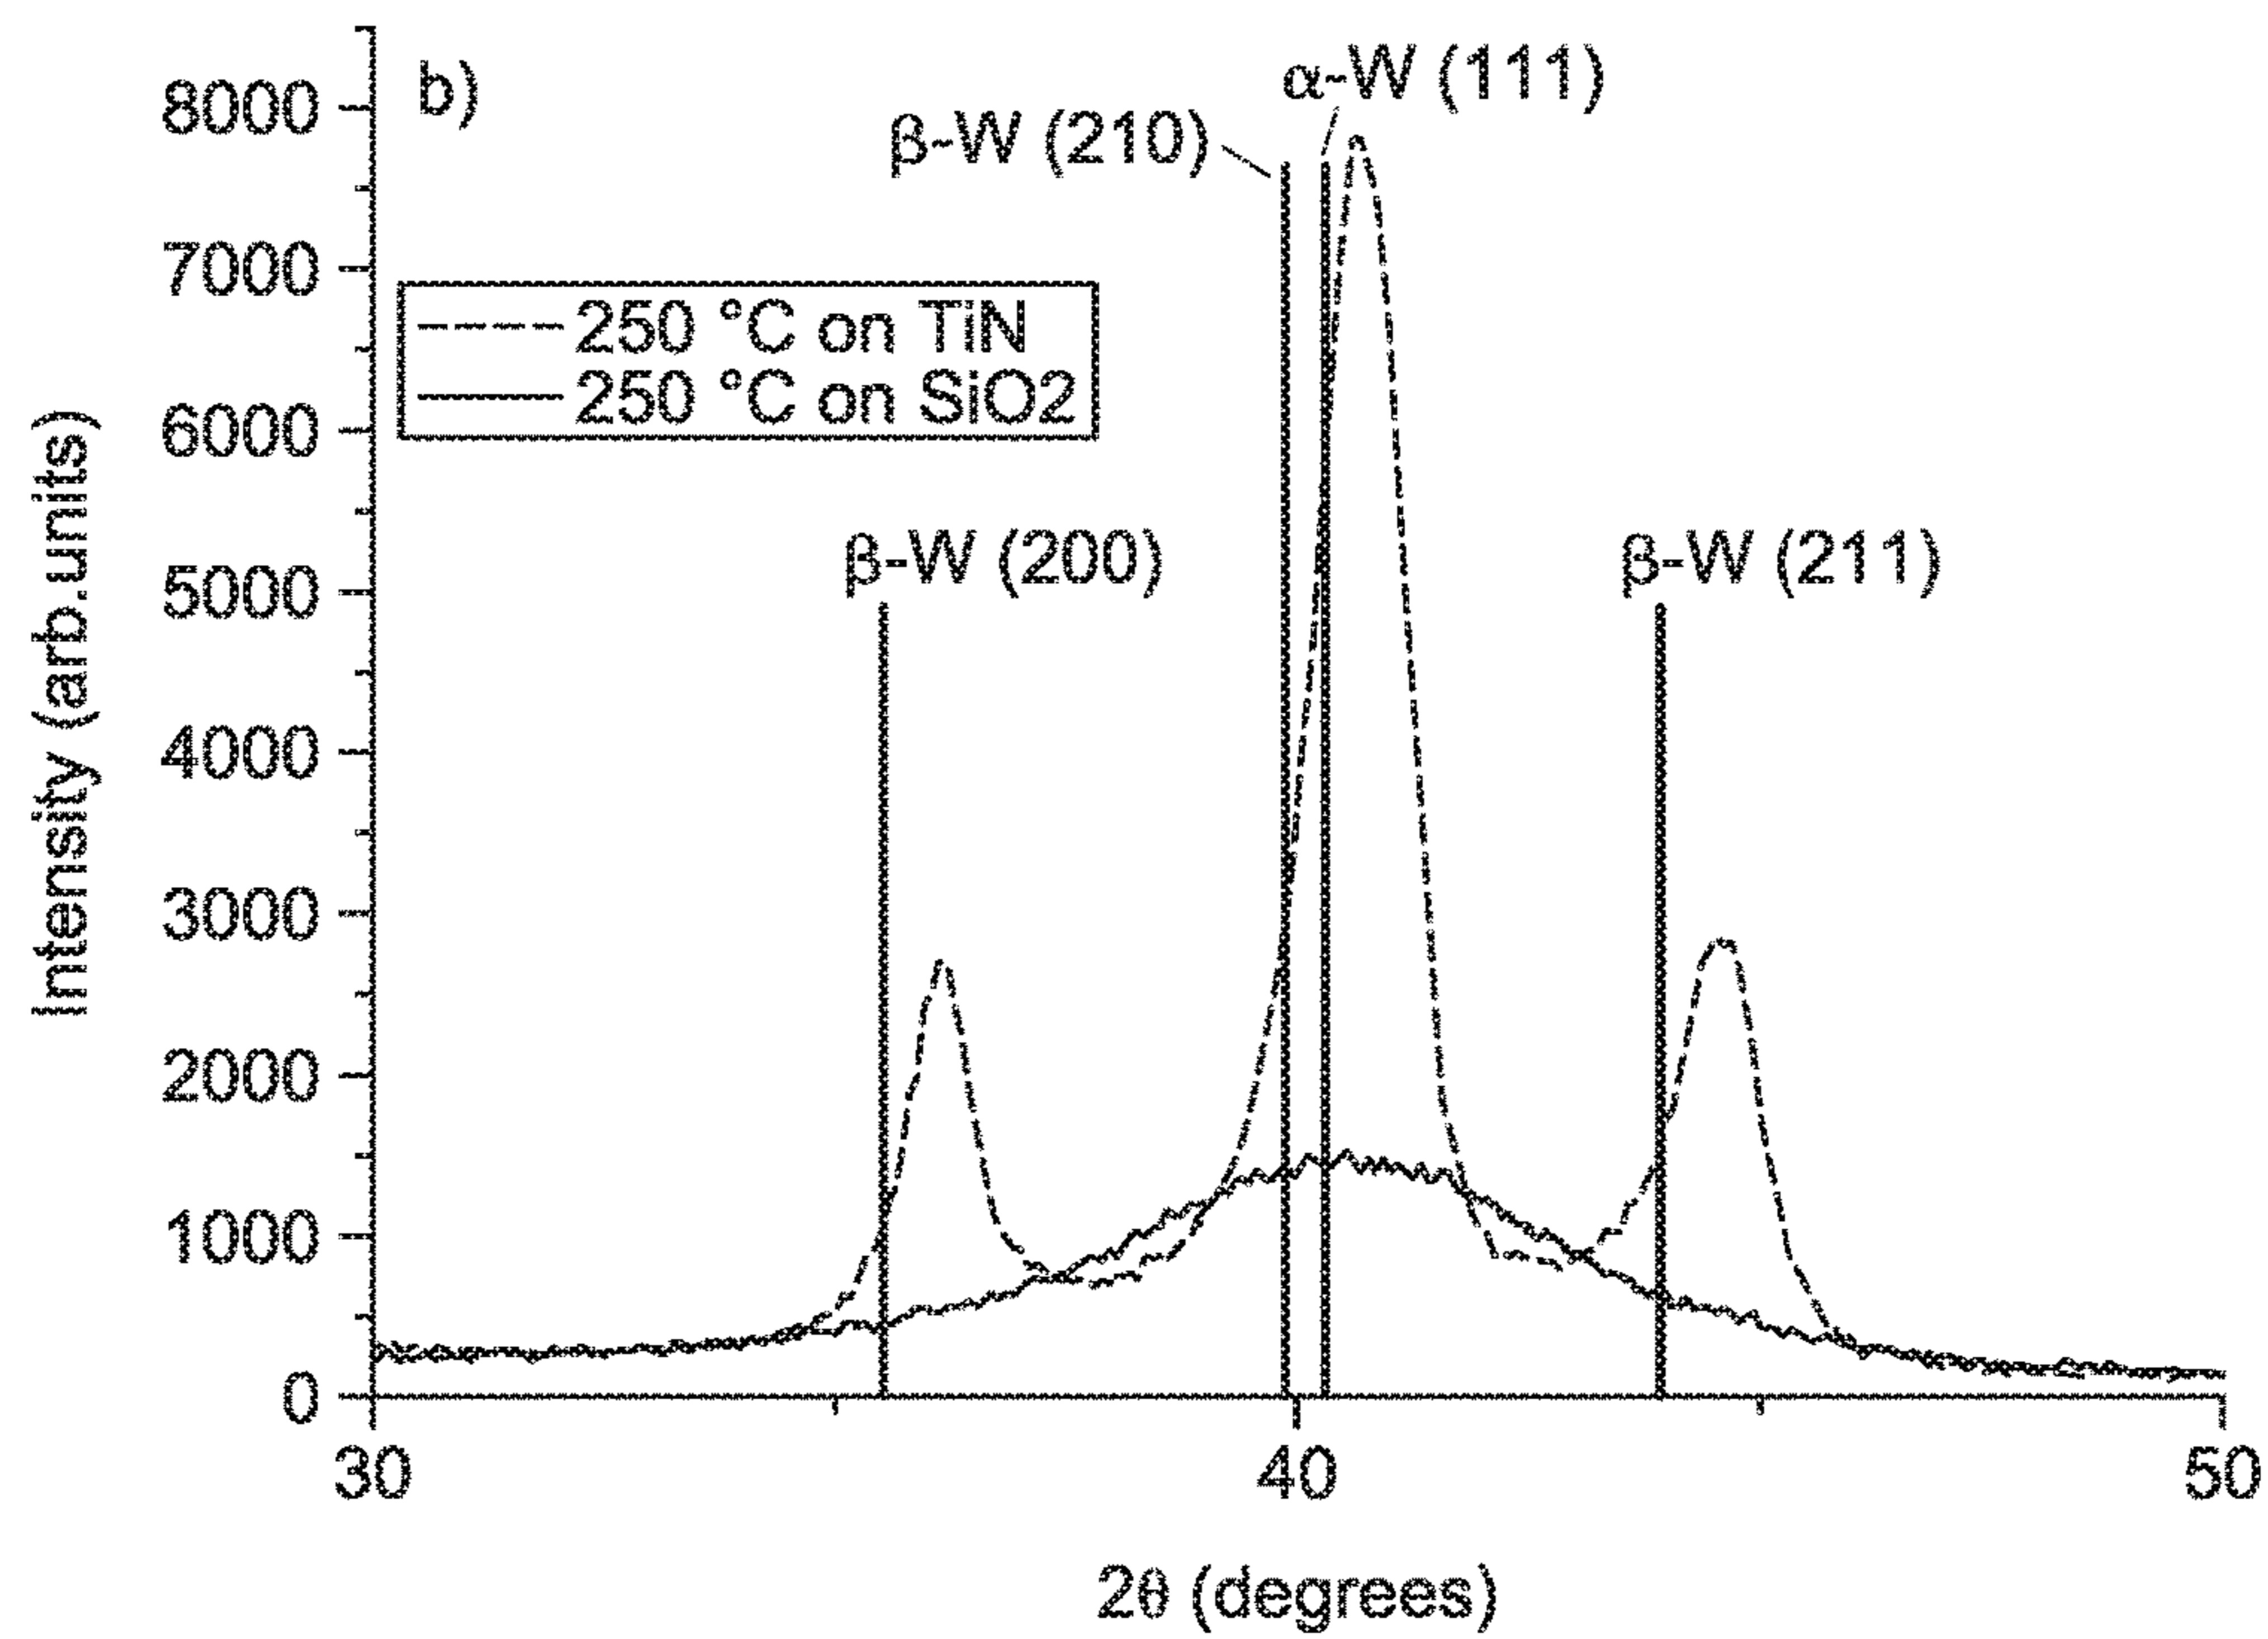 b)
α-W (111)
β-W (210)
8000
7000
6000
5000
4000
3000
2000
1000
0
250 °C on TiN
250 °C on SiO2
β-W (200)
β-W (211)
Intensity (arb.units)
30
40
50
2θ (degrees)